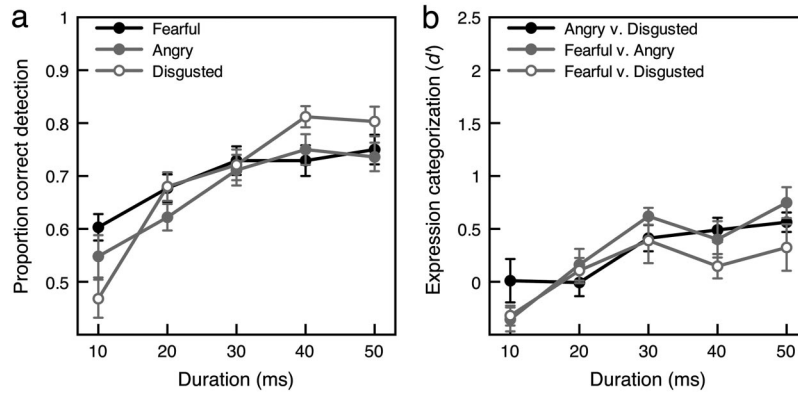 a
Proportion correct detection
1
0.9
0.8
0.7
0.6
0.5
Fearful
Angry
Disgusted
10 20 30 40 50
Duration (ms)
b
Expression categorization (d')
2.5
2
1.5
1
0.5
0
Angry v. Disgusted
Fearful v. Angry
Fearful v. Disgusted
10 20 30 40 50
Duration (ms)